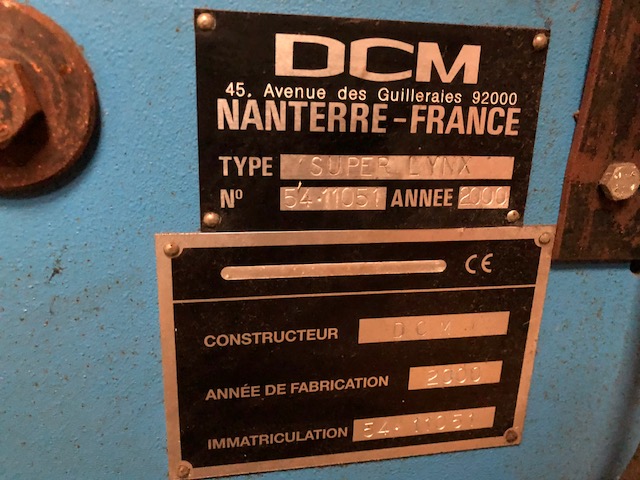 DCM
45. Avenue des Guilleraies 92000
NANTERRE-FRANCE
TYPE SUPER LYNX
N° 54.11051 ANNEE 2000
CE
CONSTRUCTEUR DCM
ANNÉE DE FABRICATION 2000
IMMATRICULATION 54.11051